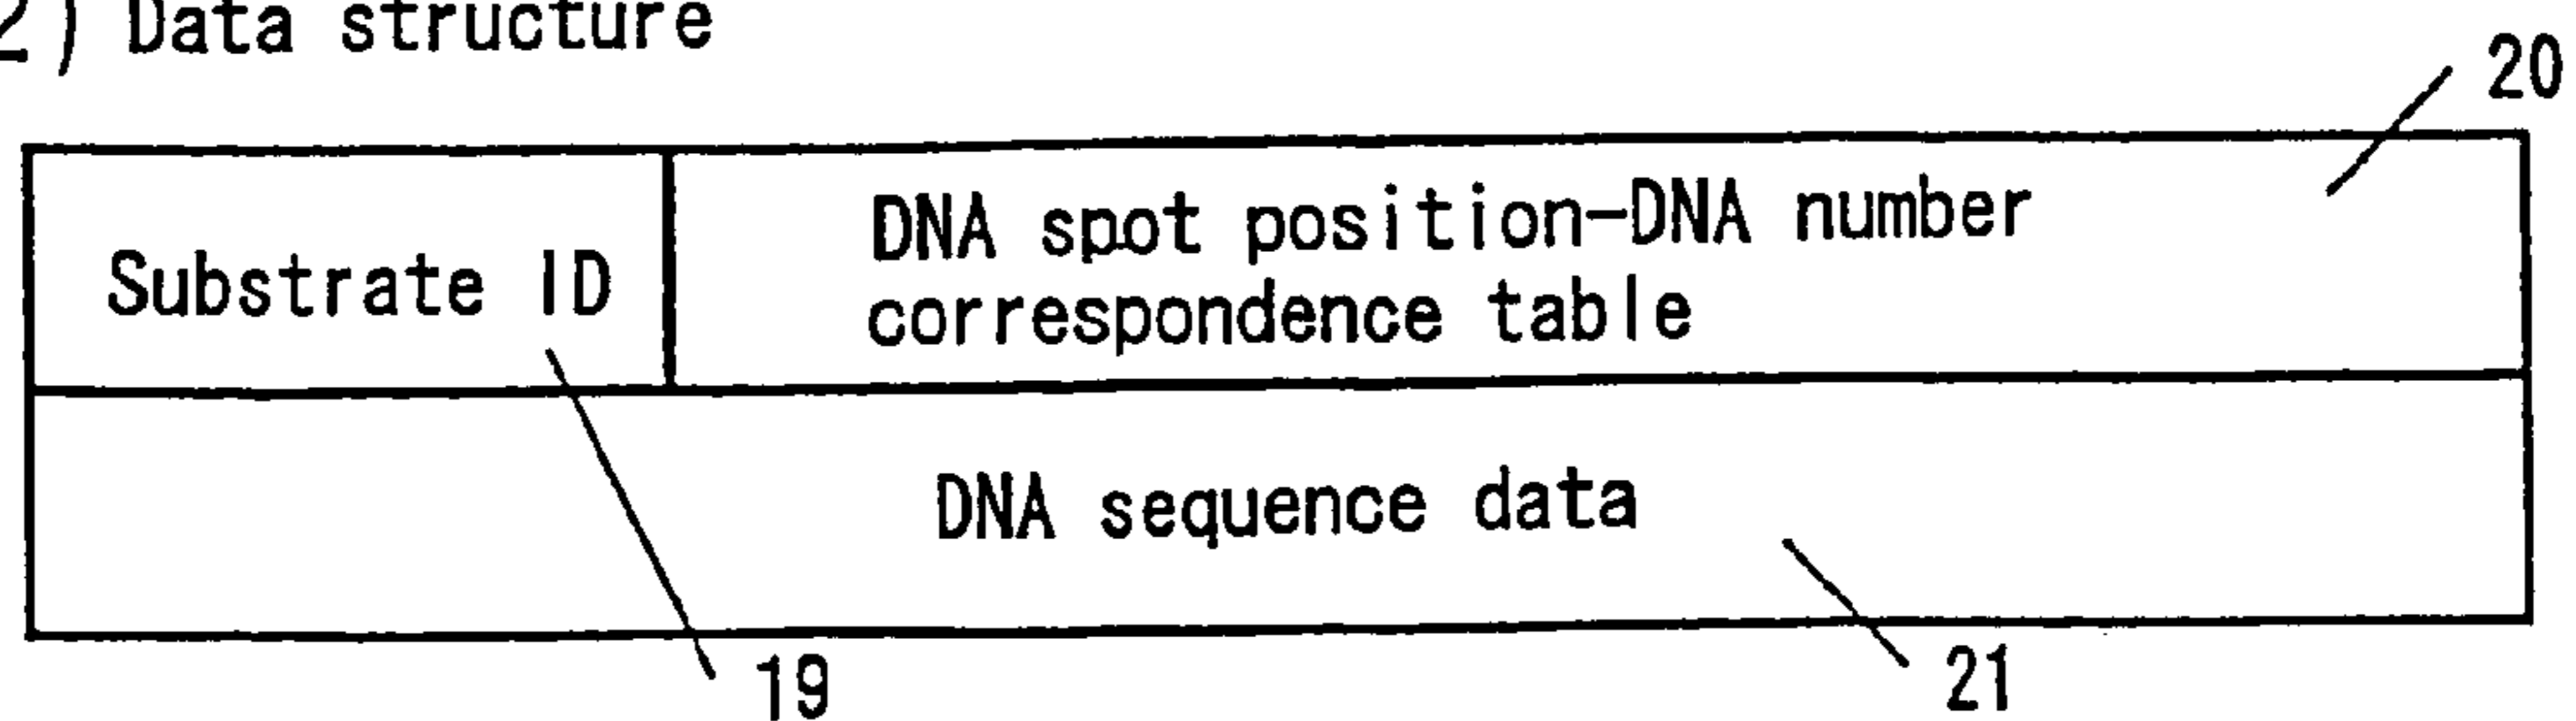 2) Data structure
20
Substrate ID
DNA spot position-DNA number
correspondence table
DNA sequence data
19
21